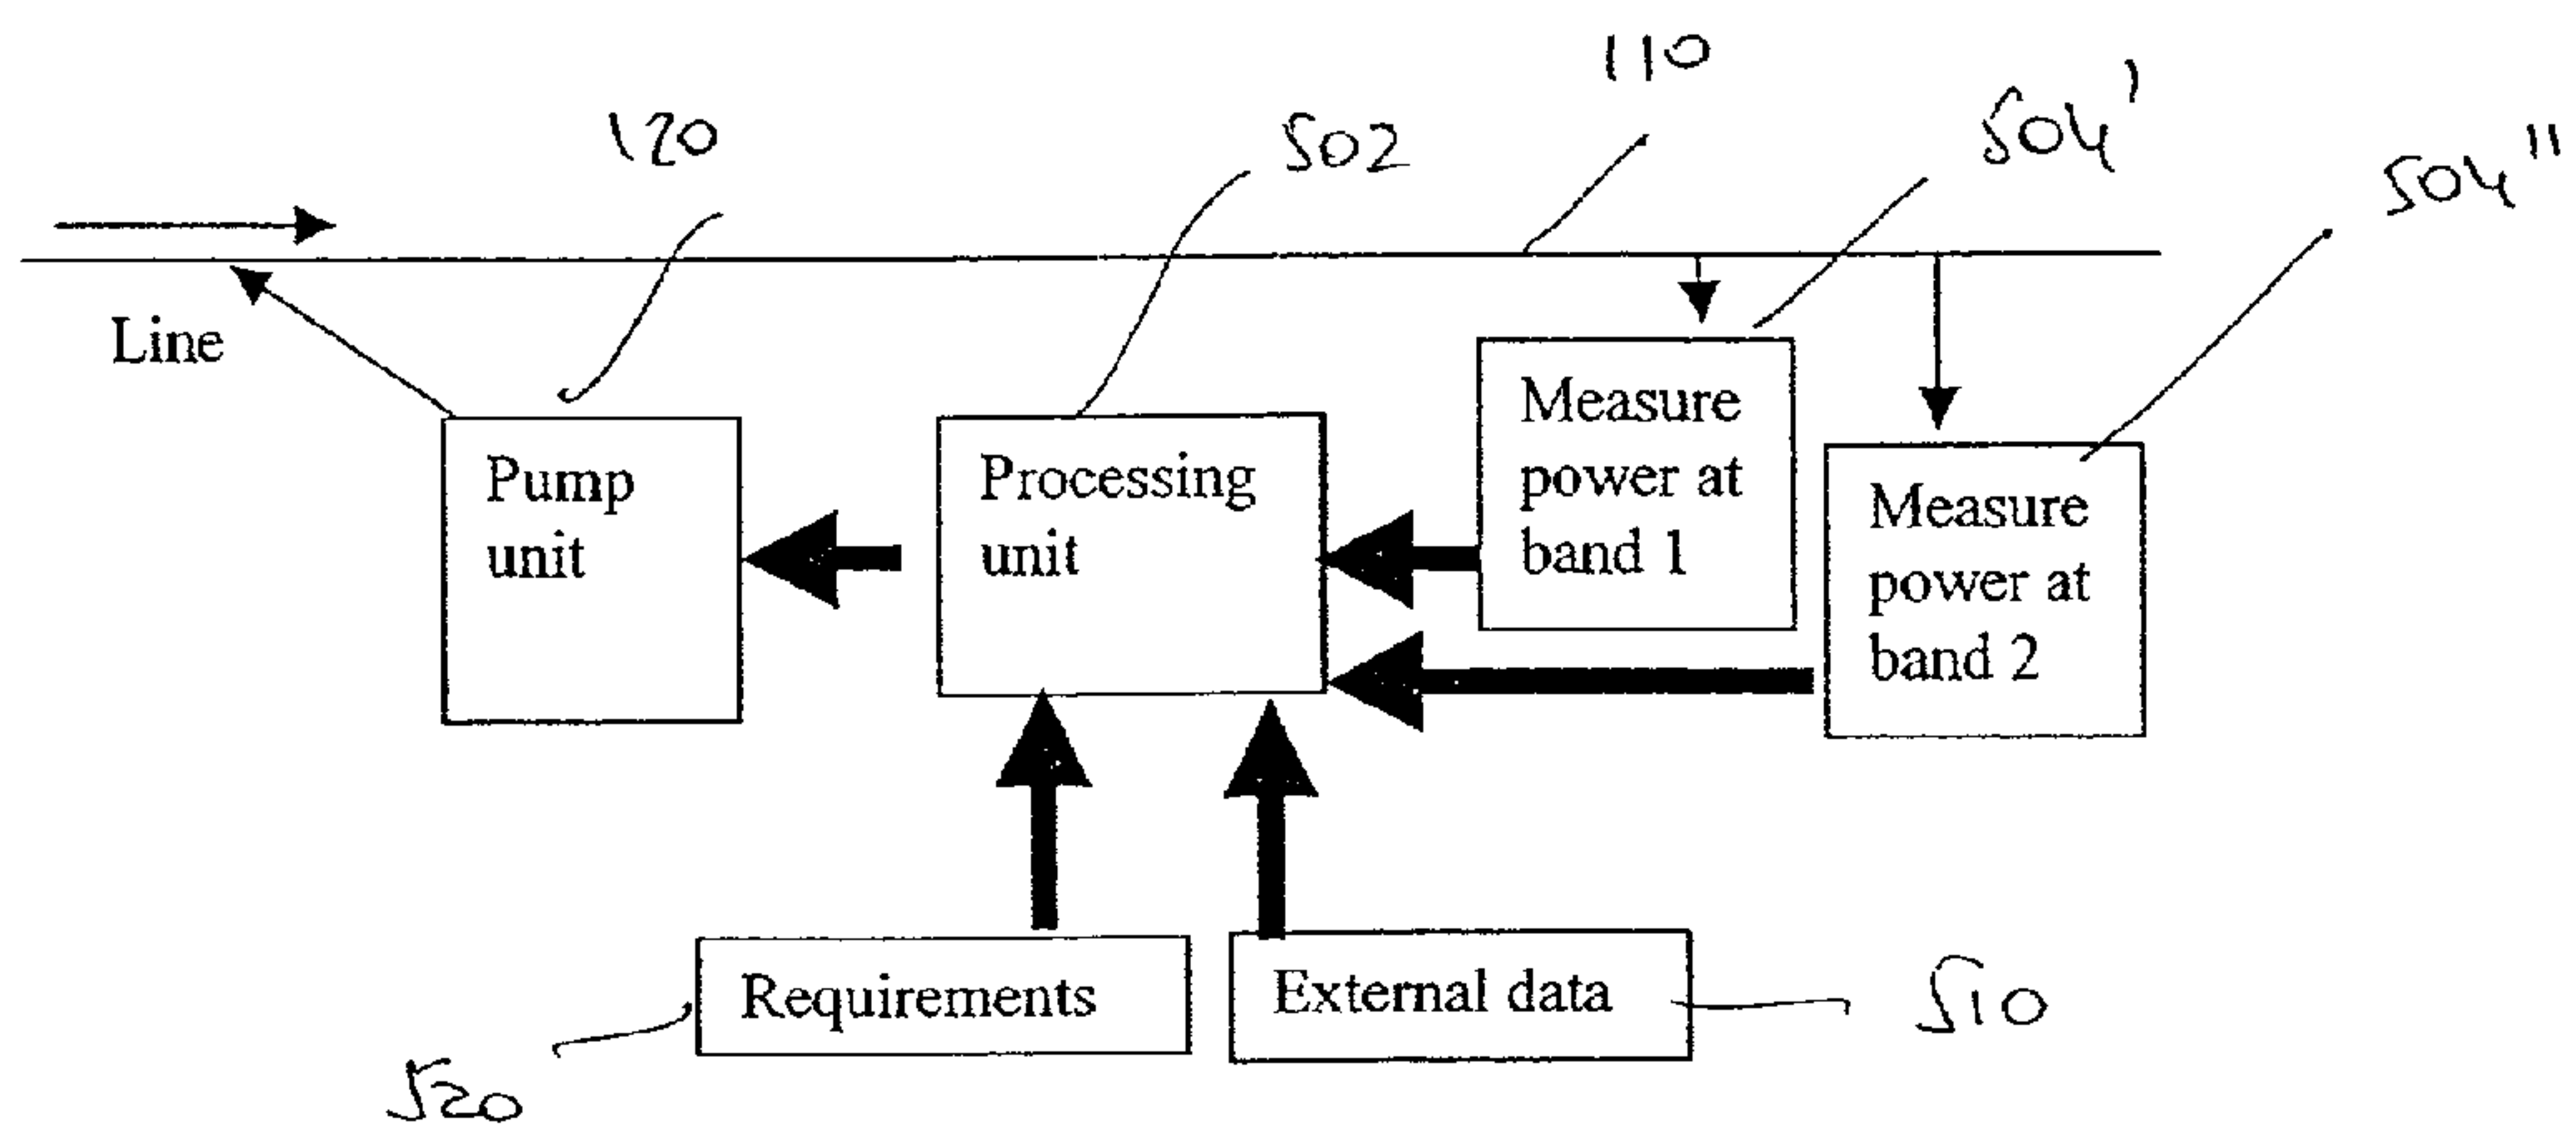 110
504'
120
502
504"
Line
Pump
unit
Processing
unit
Measure
power at
band 1
Measure
power at
band 2
Requirements
External data
510
520